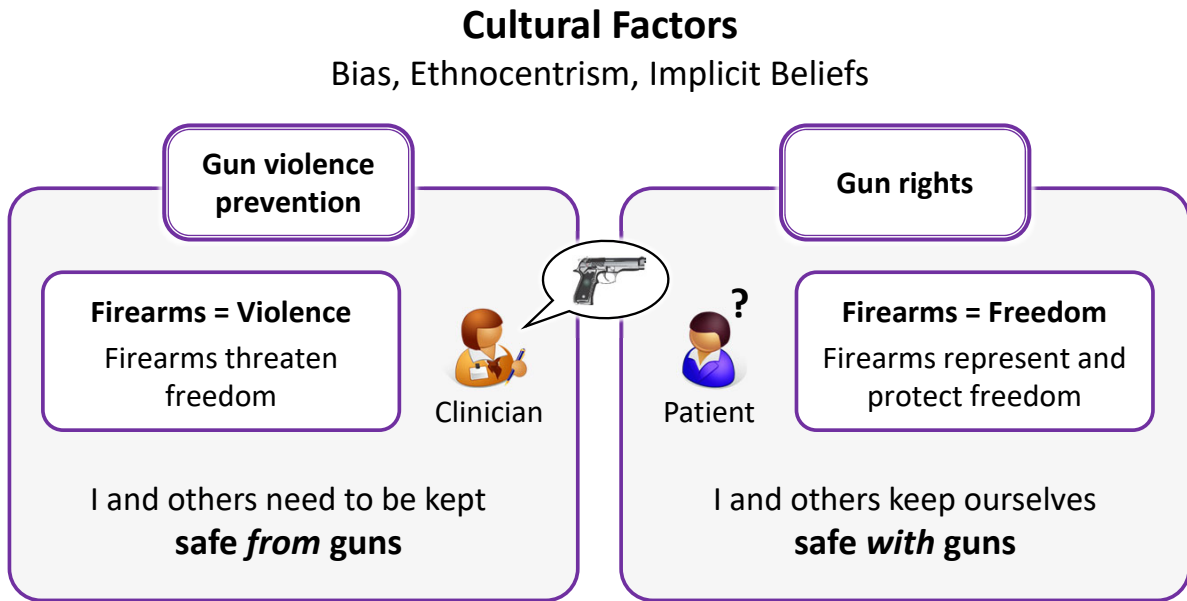 Cultural Factors
Bias, Ethnocentrism, Implicit Beliefs
Gun violence
prevention
Firearms = Violence
Firearms threaten
freedom
Clinician
I and others need to be kept
safe from guns
Gun rights
?
Patient
Firearms = Freedom
Firearms represent and
protect freedom
I and others keep ourselves
safe with guns